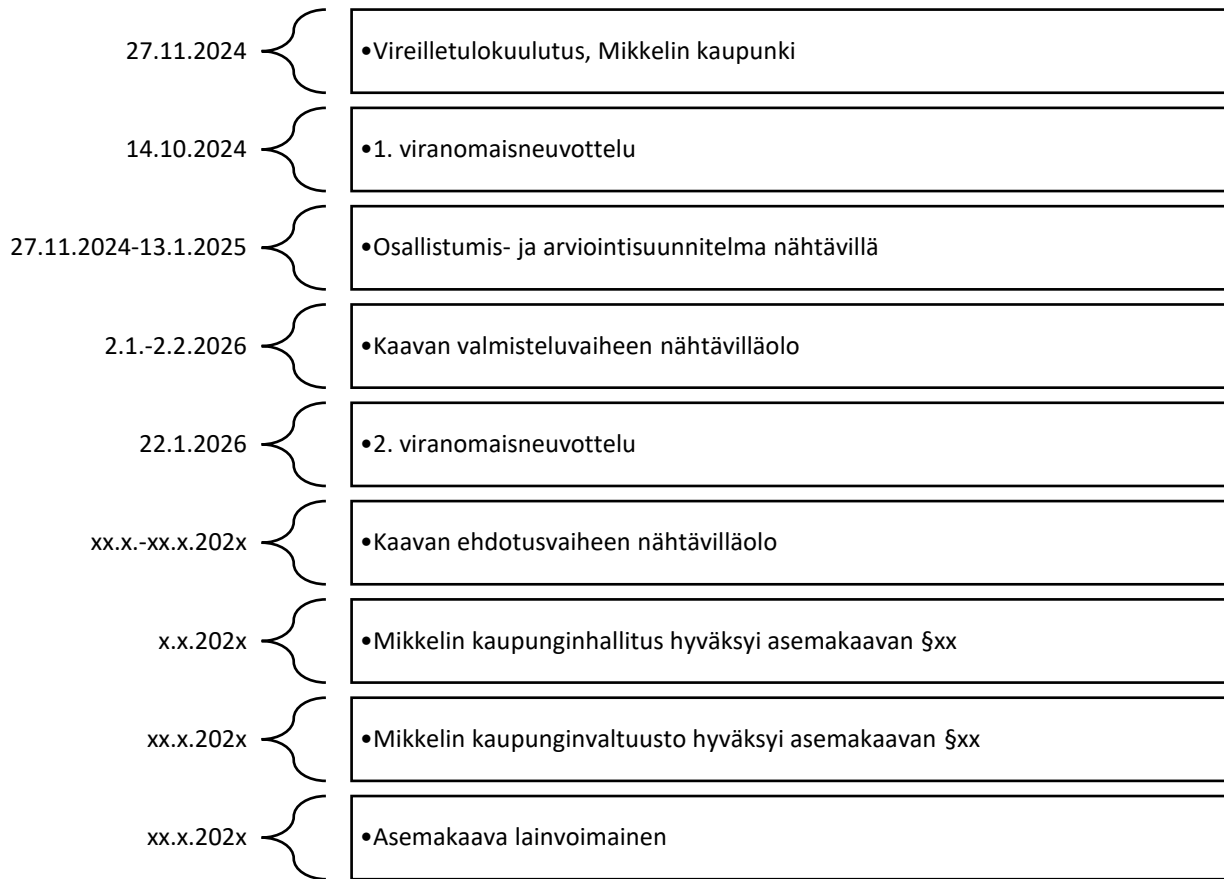 27.11.2024 •Vireilletulokuulutus, Mikkelin kaupunki
14.10.2024 •1. viranomaisneuvottelu
27.11.2024-13.1.2025 •Osallistumis- ja arviointisuunnitelma nähtävillä
2.1.-2.2.2026 •Kaavan valmisteluvaiheen nähtävilläolo
22.1.2026 •2. viranomaisneuvottelu
xx.x.-xx.x.202x •Kaavan ehdotusvaiheen nähtävilläolo
x.x.202x •Mikkelin kaupunginhallitus hyväksyi asemakaavan §xx
xx.x.202x •Mikkelin kaupunginvaltuusto hyväksyi asemakaavan §xx
xx.x.202x •Asemakaava lainvoimainen